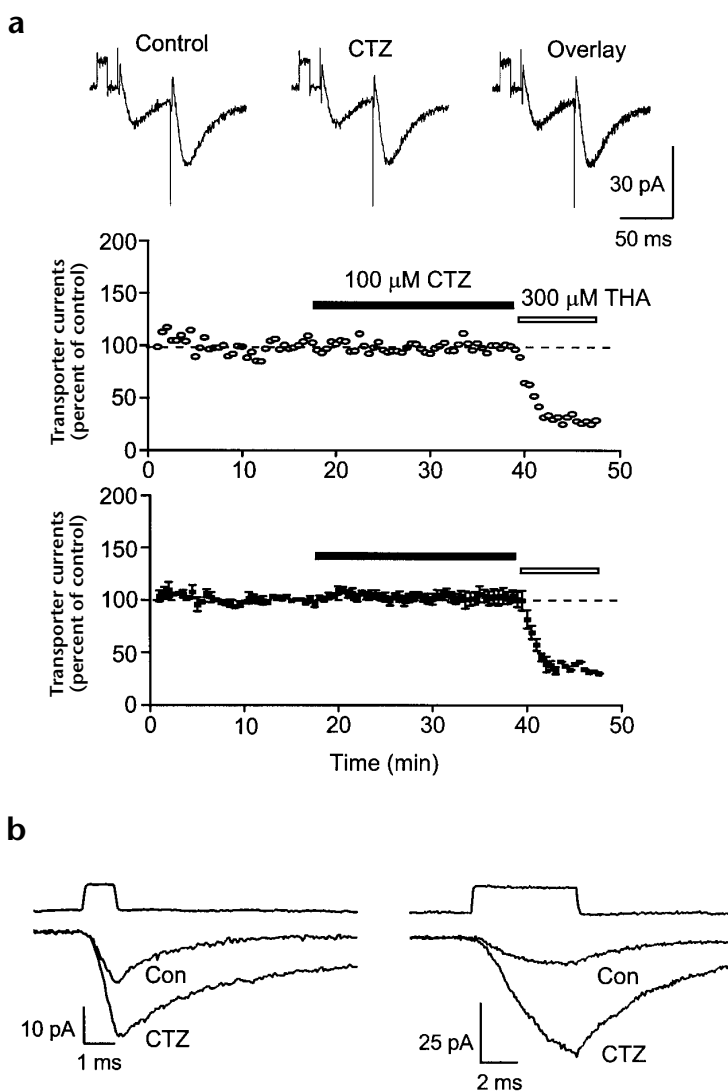 a
Control
CTZ
Overlay
30 pA
50 ms
Transporter currents
(percent of control)
200
150
100
50
0
100 μM CTZ
300 μM THA
0 10 20 30 40 50
Transporter currents
(percent of control)
200
150
100
50
0
0 10 20 30 40 50
Time (min)
b
Con
CTZ
10 pA
1 ms
Con
CTZ
25 pA
2 ms